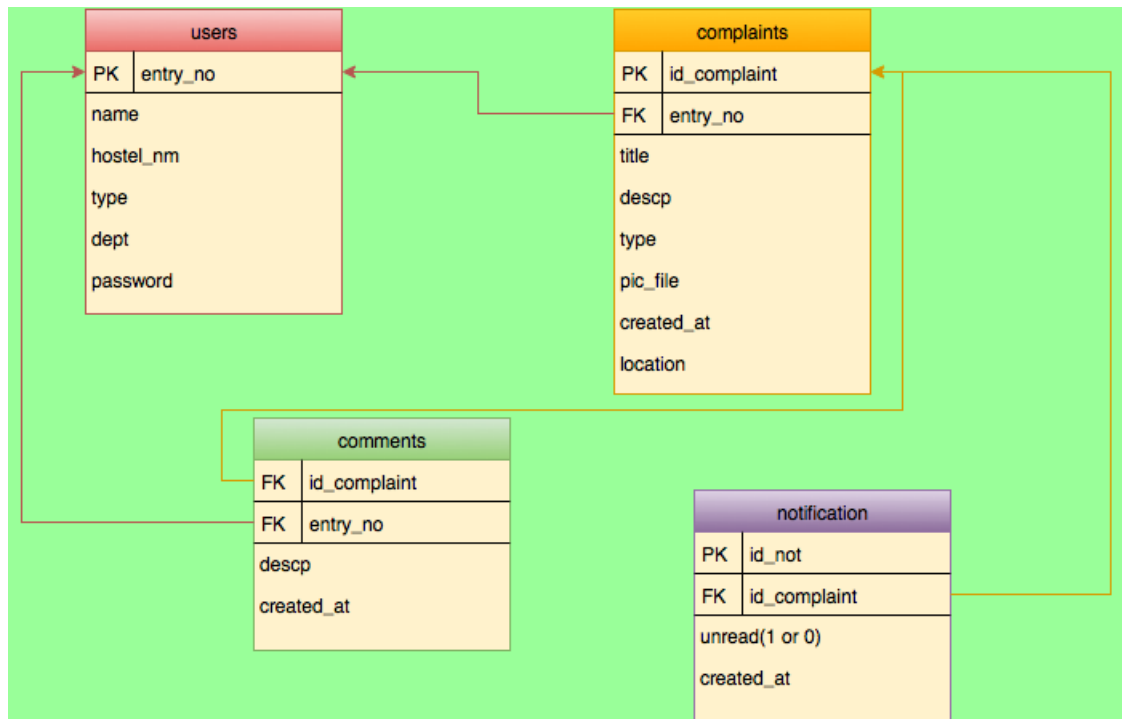 users
PK entry_no
name
hostel_nm
type
dept
password
complaints
PK id_complaint
FK entry_no
title
descp
type
pic_file
created_at
location
comments
FK id_complaint
FK entry_no
descp
created_at
notification
PK id_not
FK id_complaint
unread(1 or 0)
created_at